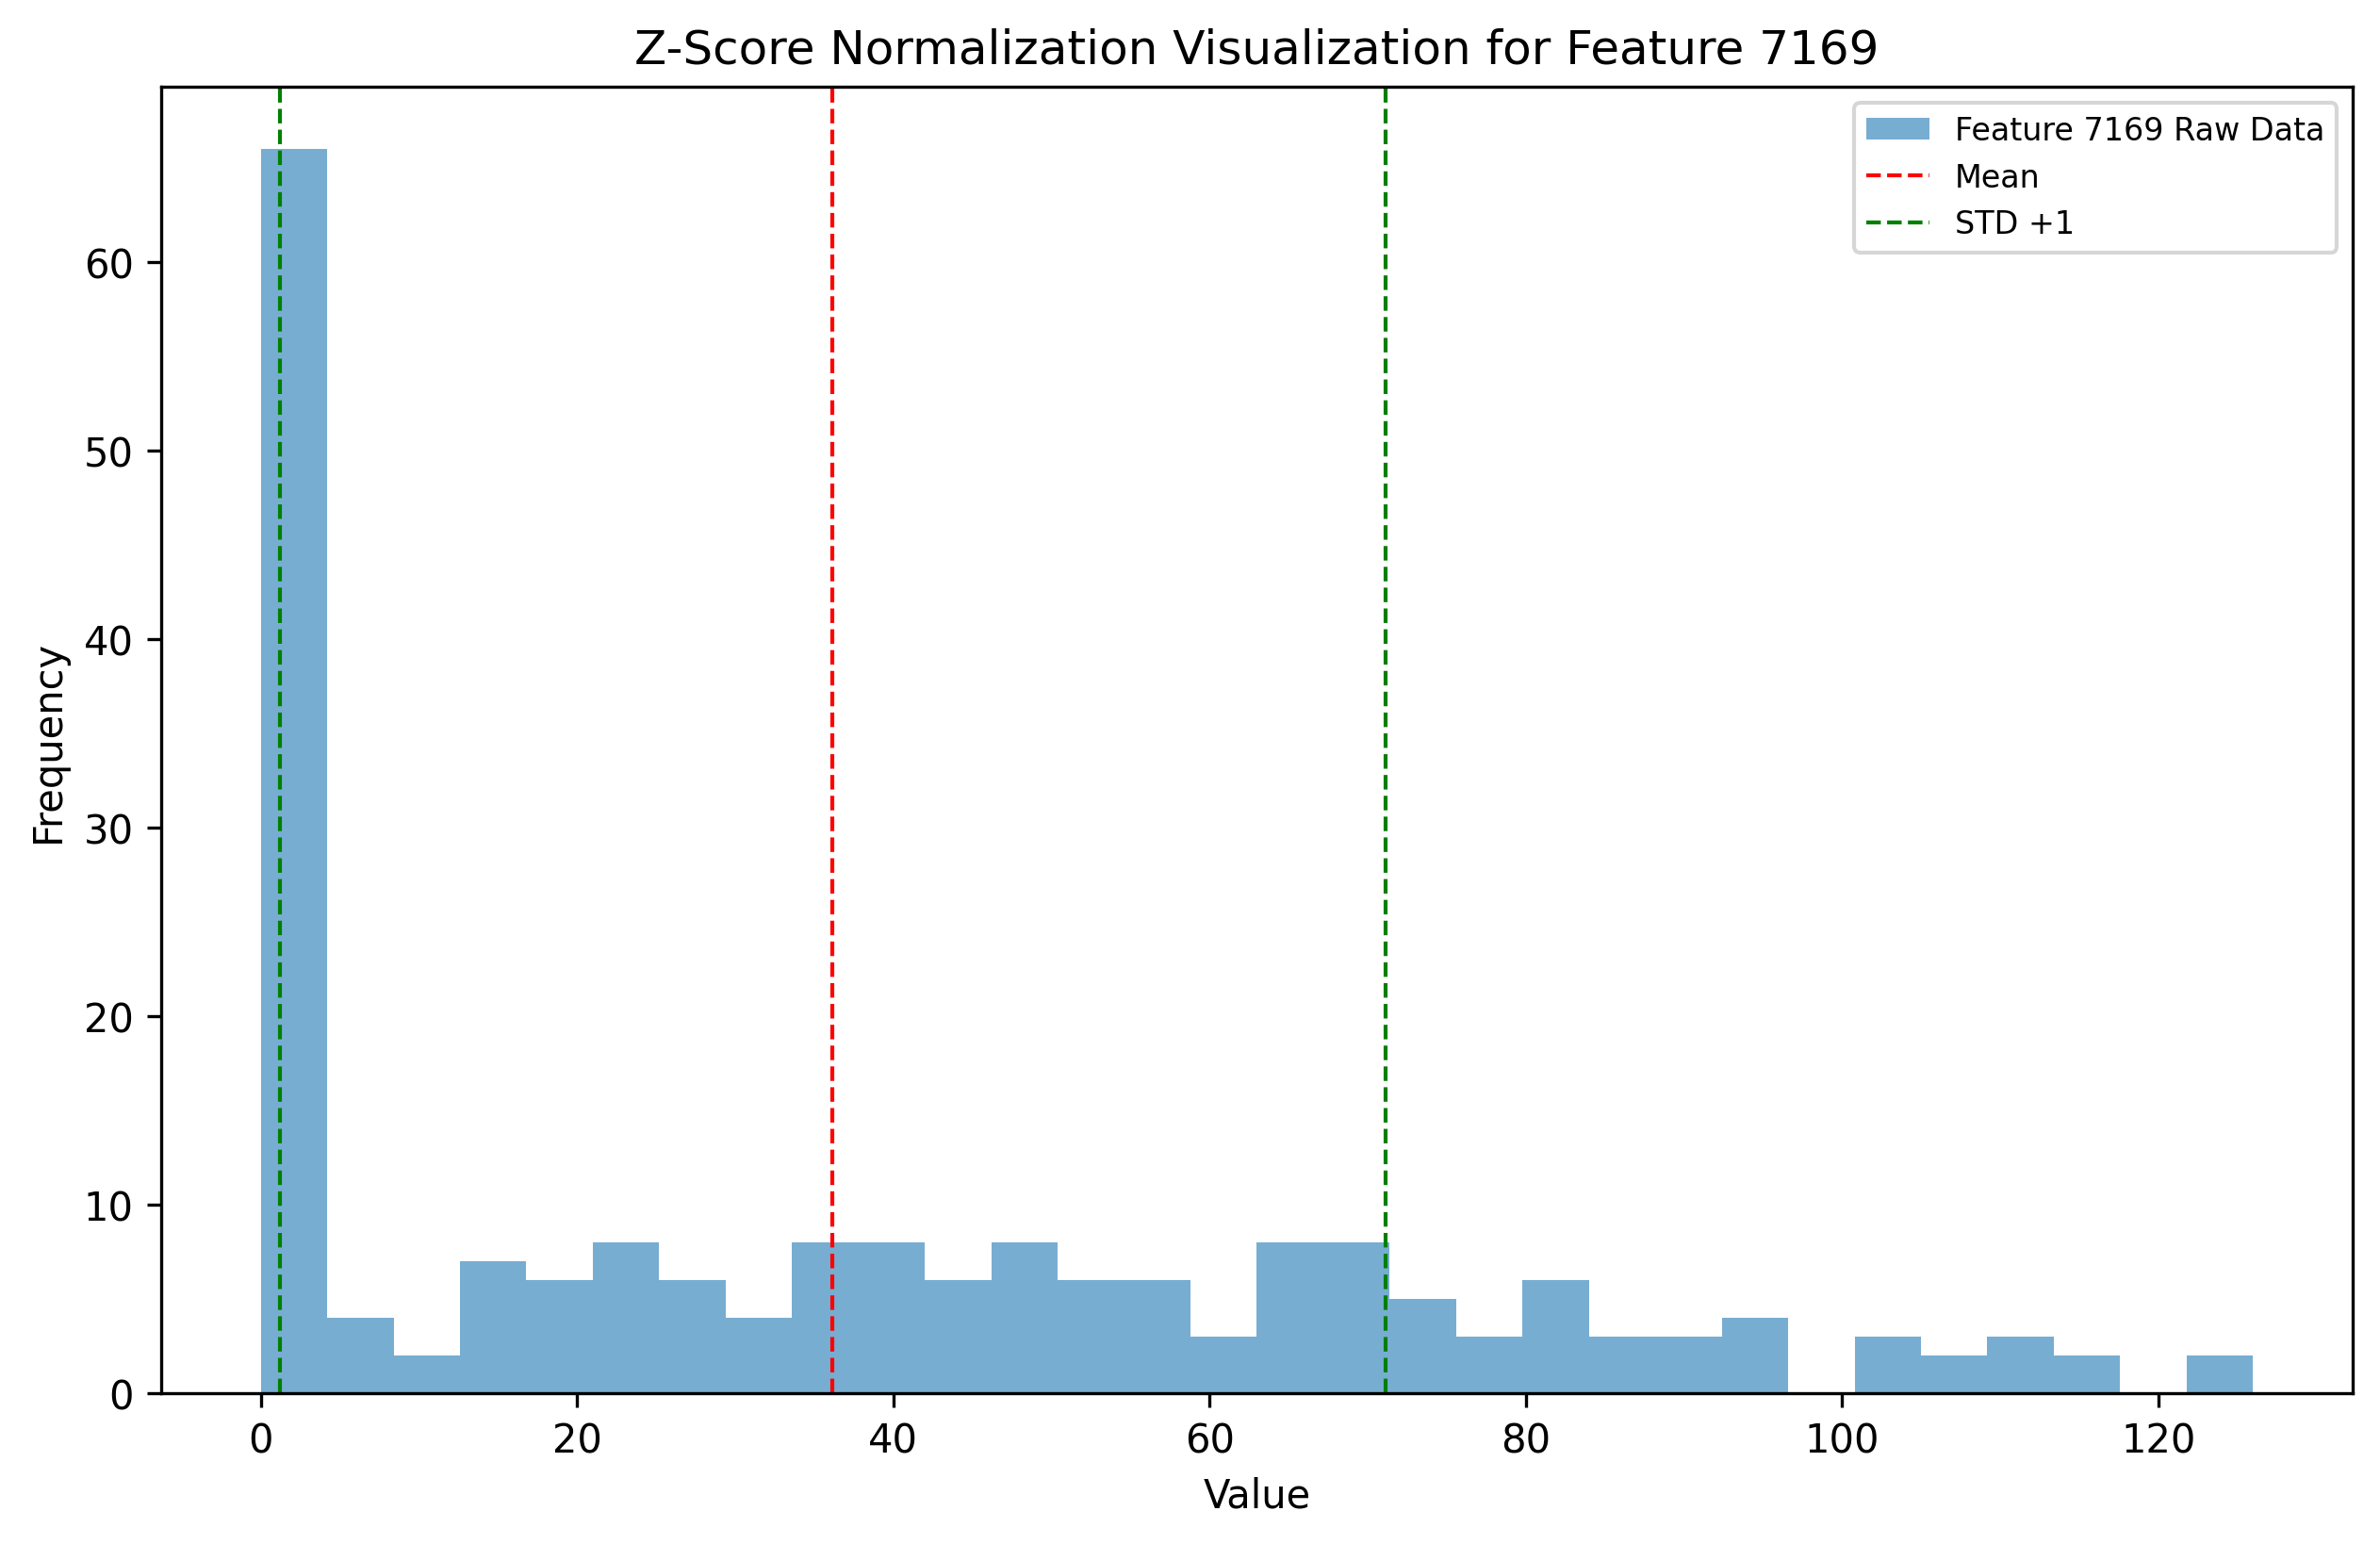 Z-Score Normalization Visualization for Feature 7169
Feature 7169 Raw Data
Mean
STD +1
Frequency
60
50
40
30
20
10
0
0 20 40 60 80 100 120
Value